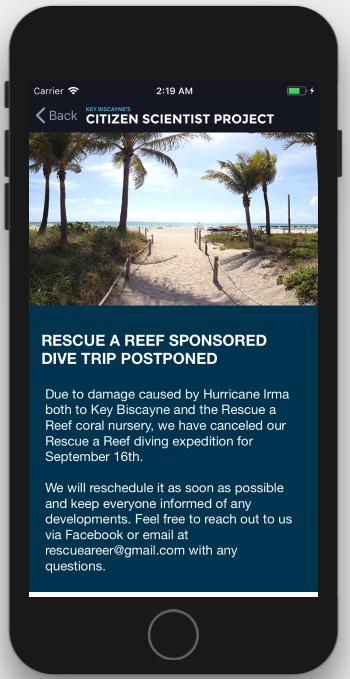 Carrier 2:19 AM
Back
KEY BISCAYNE'S
CITIZEN SCIENTIST PROJECT
RESCUE A REEF SPONSORED
DIVE TRIP POSTPONED
Due to damage caused by Hurricane Irma
both to Key Biscayne and the Rescue a
Reef coral nursery, we have canceled our
Rescue a Reef diving expedition for
September 16th.
We will reschedule it as soon as possible
and keep everyone informed of any
developments. Feel free to reach out to us
via Facebook or email at
rescueareer@gmail.com with any
questions.